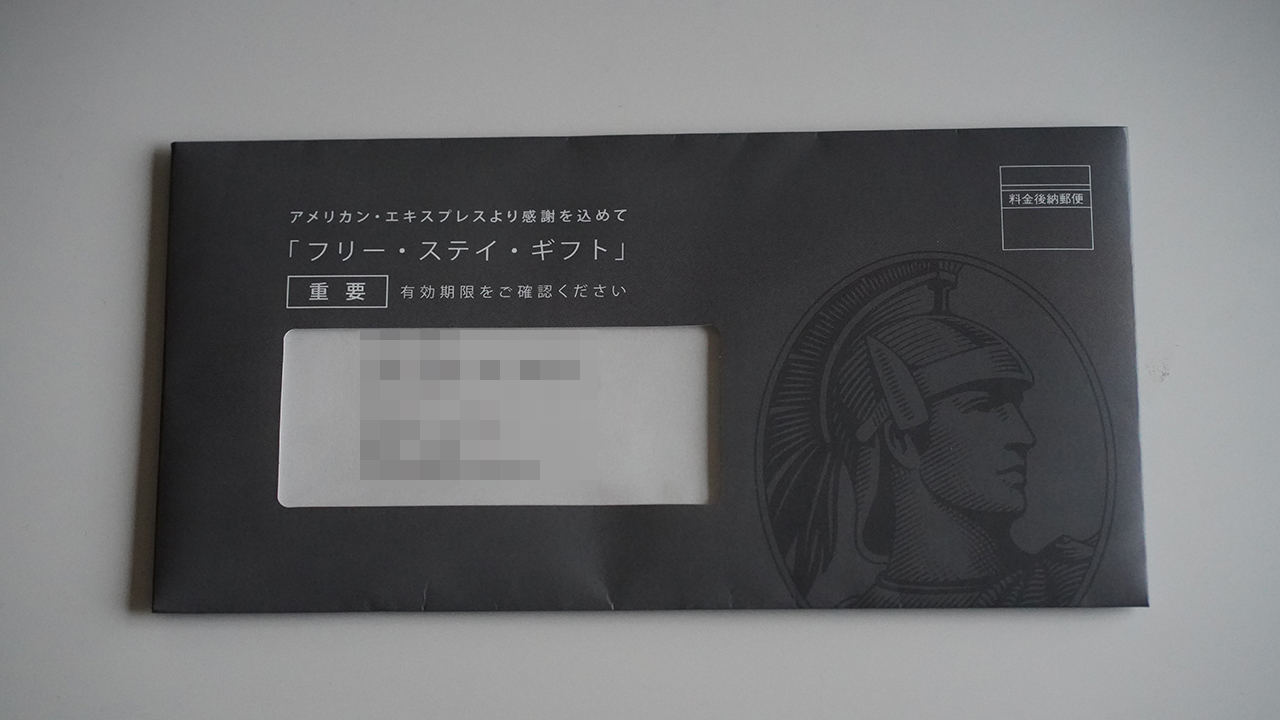 アメリカン・エキスプレスより感謝を込めて
「フリー・ステイ・ギフト」
重要 有効期限をご確認ください
料金後納郵便